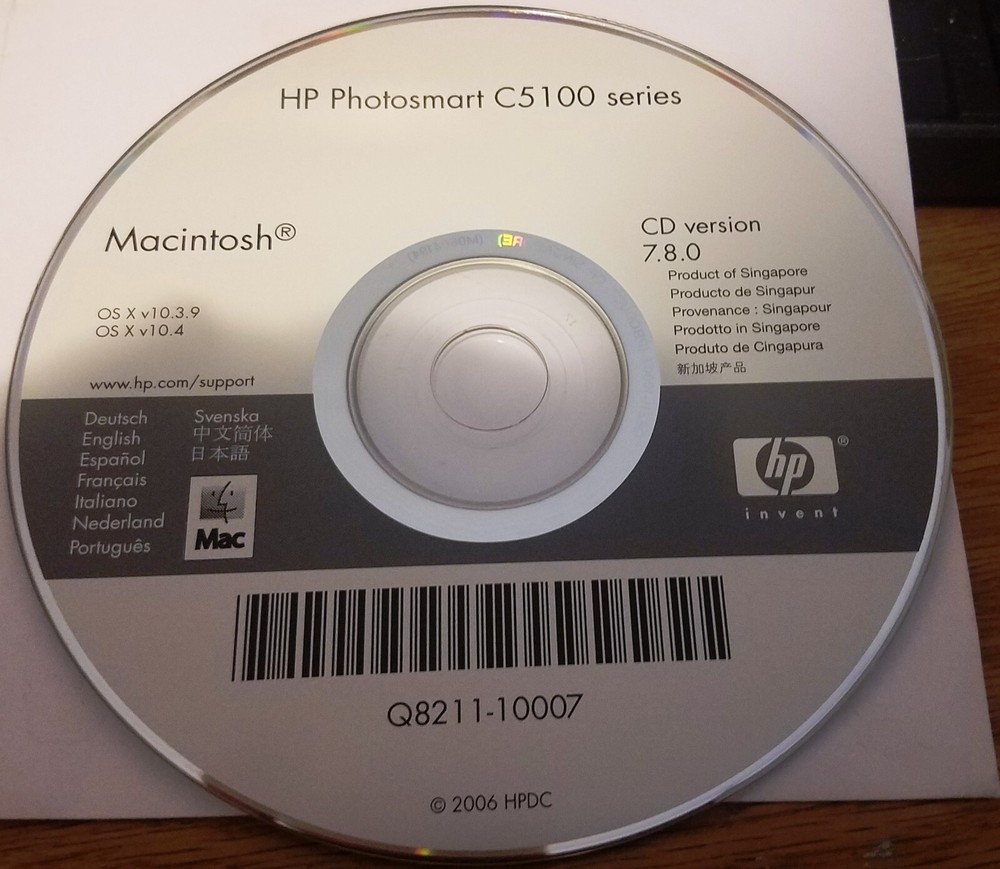 HP Photosmart C5100 series
Macintosh®
OS X v10.3.9
OS X v10.4
www.hp.com/support
CD version
7.8.0
Product of Singapore
Producto de Singapur
Provenance : Singapour
Prodotto in Singapore
Produto de Cingapura
新加坡产品
Deutsch
English
Español
Français
Italiano
Nederland
Português
Svenska
中文简体
日本語
Mac
hp®
invent
Q8211-10007
© 2006 HPDC